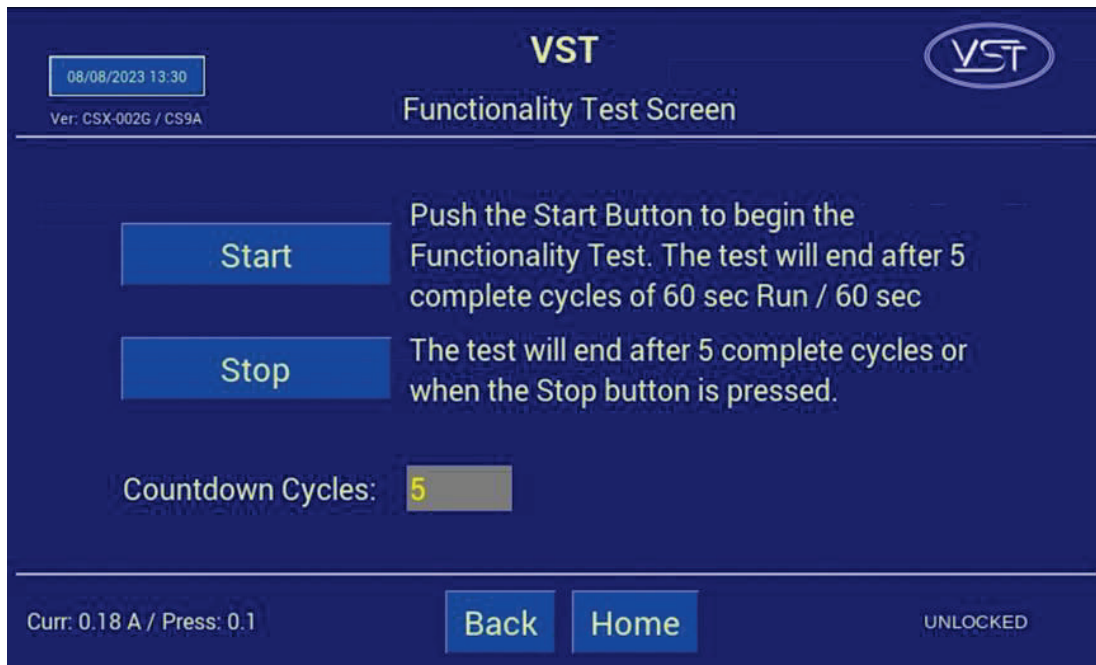 VST
VST
08/08/2023 13:30
Ver: CSX-002G / CS9A
Functionality Test Screen
Start
Push the Start Button to begin the
Functionality Test. The test will end after 5
complete cycles of 60 sec Run / 60 sec
Stop
The test will end after 5 complete cycles or
when the Stop button is pressed.
Countdown Cycles: 5
Curr: 0.18 A / Press: 0.1
Back
Home
UNLOCKED